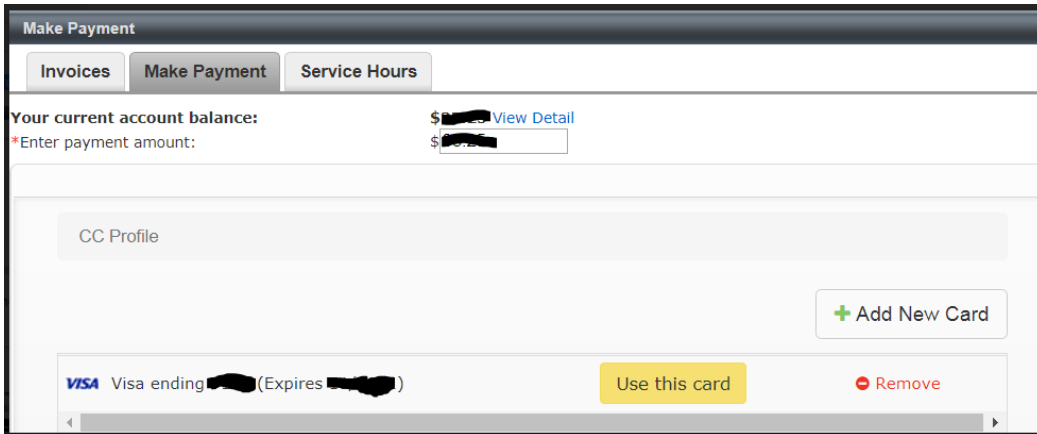 Make Payment
Invoices Make Payment Service Hours
Your current account balance: $ View Detail
*Enter payment amount: $
CC Profile
+ Add New Card
VISA Visa ending (Expires )
Use this card
Remove